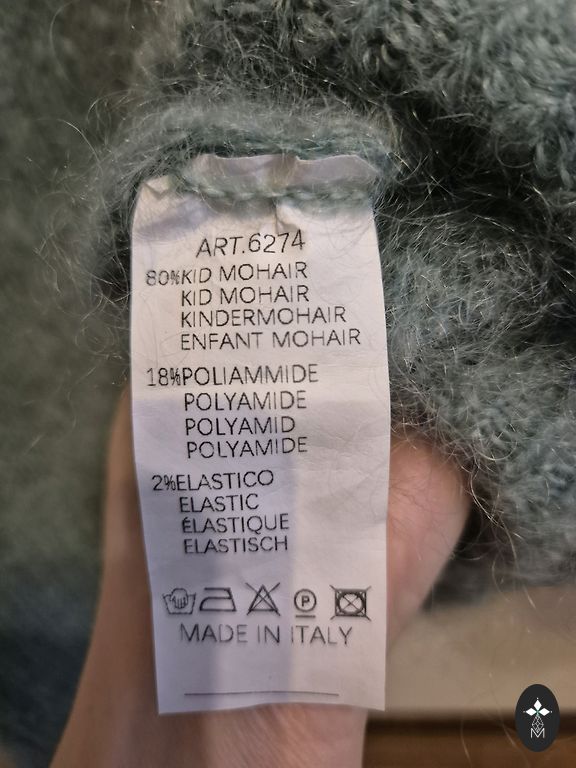 ART.6274
80%KID MOHAIR
KID MOHAIR
KINDERMOHAIR
ENFANT MOHAIR
18%POLIAMMIDE
POLYAMIDE
POLYAMID
POLYAMIDE
2%ELASTICO
ELASTIC
ÉLASTIQUE
ELASTISCH
P
MADE IN ITALY
M